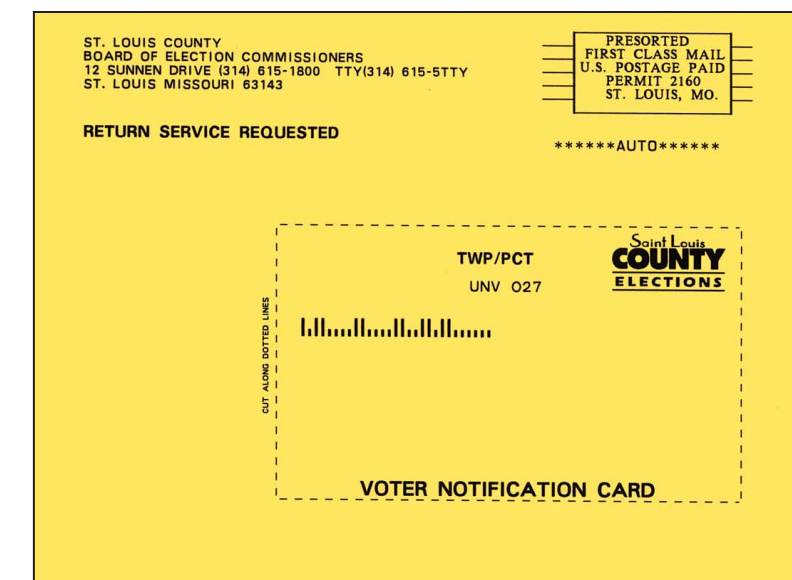 ST. LOUIS COUNTY
BOARD OF ELECTION COMMISSIONERS
12 SUNNEN DRIVE (314) 615-1800 TTY(314) 615-5TTY
ST. LOUIS MISSOURI 63143
RETURN SERVICE REQUESTED
PRESORTED
FIRST CLASS MAIL
U.S. POSTAGE PAID
PERMIT 2160
ST. LOUIS, MO.
******AUTO******
CUT ALONG DOTTED LINES
TWP/PCT
UNV 027
Saint Louis
COUNTY
ELECTIONS
VOTER NOTIFICATION CARD